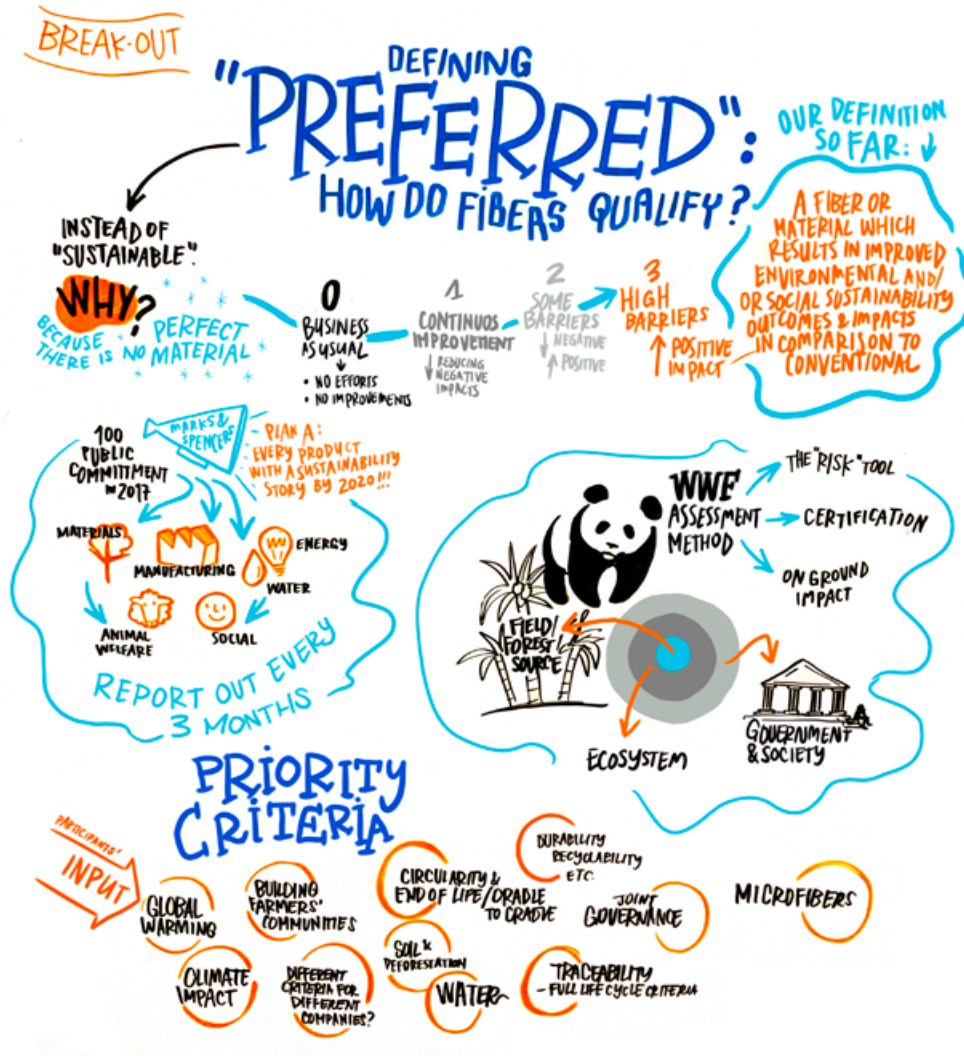 BREAK-OUT
DEFINING
"PREFERRED":
HOW DO FIBERS QUALIFY?
OUR DEFINITION
SO FAR:
A FIBER OR
MATERIAL WHICH
RESULTS IN IMPROVED
ENVIRONMENTAL AND/
OR SOCIAL SUSTAINABILITY
OUTCOMES & IMPACTS
IN COMPARISON TO
CONVENTIONAL
INSTEAD OF
"SUSTAINABLE".
WHY?
BECAUSE
THERE IS NO PERFECT
MATERIAL
0
BUSINESS
AS USUAL
• NO EFFORTS
• NO IMPROVEMENTS
1
CONTINUOS
IMPROVEMENT
REDUCING
NEGATIVE
IMPACTS
2
SOME
BARRIERS
NEGATIVE
POSITIVE
3
HIGH
BARRIERS
POSITIVE
IMPACT
100
PUBLIC
COMMITTMENT
~2017
MARKS &
SPENCERS
PLAN A:
EVERY PRODUCT
WITH A SUSTAINABILITY
STORY BY 2020!!!
MATERIALS
MANUFACTURING
ENERGY
WATER
ANIMAL
WELFARE
SOCIAL
REPORT OUT EVERY
3 MONTHS
WWF
ASSESSMENT
METHOD
THE "RISK" TOOL
CERTIFICATION
ON GROUND
IMPACT
FIELD/
FOREST
SOURCE
ECOSYSTEM
GOVERNMENT
& SOCIETY
PRIORITY
CRITERIA
PARTICIPANTS'
INPUT
GLOBAL
WARMING
BUILDING
FARMERS'
COMMUNITIES
CIRCULARITY &
END OF LIFE/CRADLE
TO CRADLE
DURABILITY
RECYCLABILITY
ETC.
JOINT
GOVERNANCE
MICROFIBERS
CLIMATE
IMPACT
DIFFERENT
CRITERIA FOR
DIFFERENT
COMPANIES?
SOIL &
DEFORESTATION
WATER
TRACEABILITY
- FULL LIFE CYCLE CRITERIA